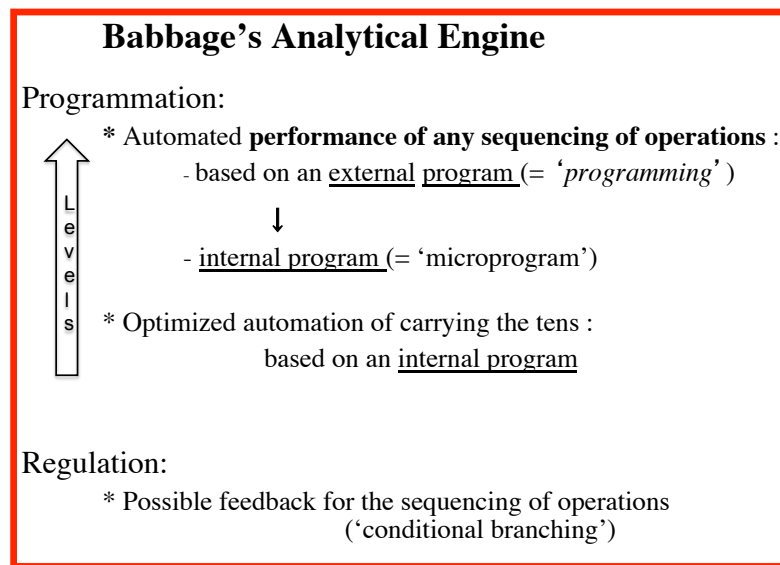 Babbage’s Analytical Engine
Programmation:
* Automated performance of any sequencing of operations :
- based on an external program (= ‘programming’ )
↓
- internal program (= ‘microprogram’)
Levels
* Optimized automation of carrying the tens :
based on an internal program
Regulation:
* Possible feedback for the sequencing of operations
(‘conditional branching’)